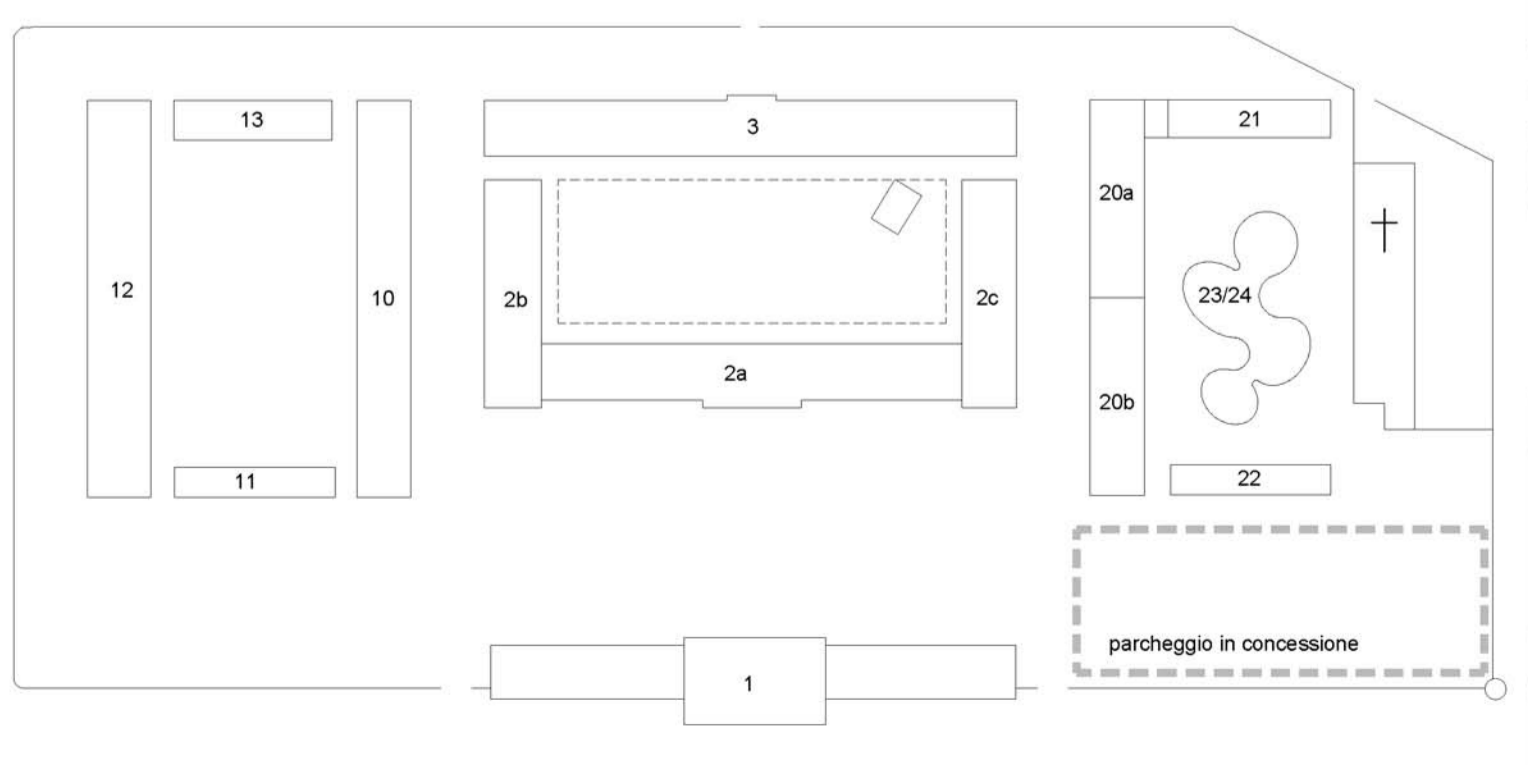 13
3
21
20a
12
10
2b
2c
23/24
2a
20b
11
22
parcheggio in concessione
1